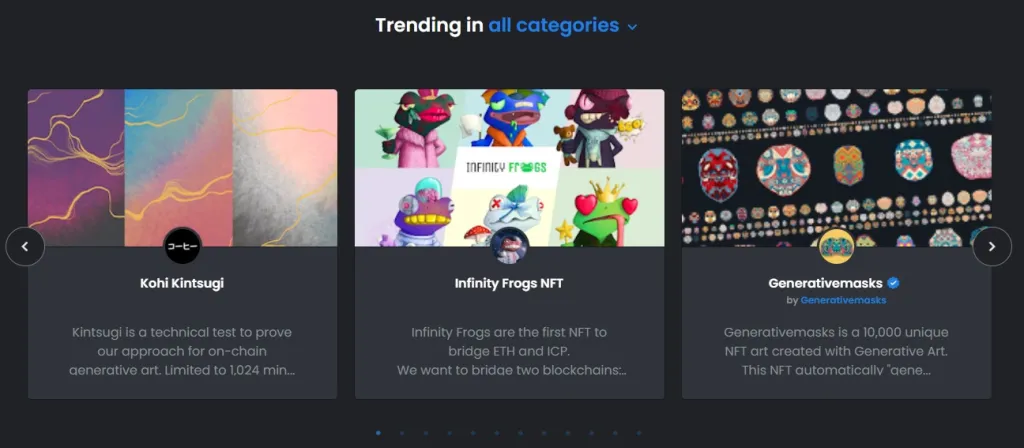 Trending in all categories
INFINITY FROGS
コーヒー
Kohi Kintsugi
Kintsugi is a technical test to prove
our approach for on-chain
generative art. Limited to 1,024 min...
Infinity Frogs NFT
Infinity Frogs are the first NFT to
bridge ETH and ICP.
We want to bridge two blockchains:...
Generativemasks
by Generativemasks
Generativemasks is a 10,000 unique
NFT art created with Generative Art.
This NFT automatically "gene...